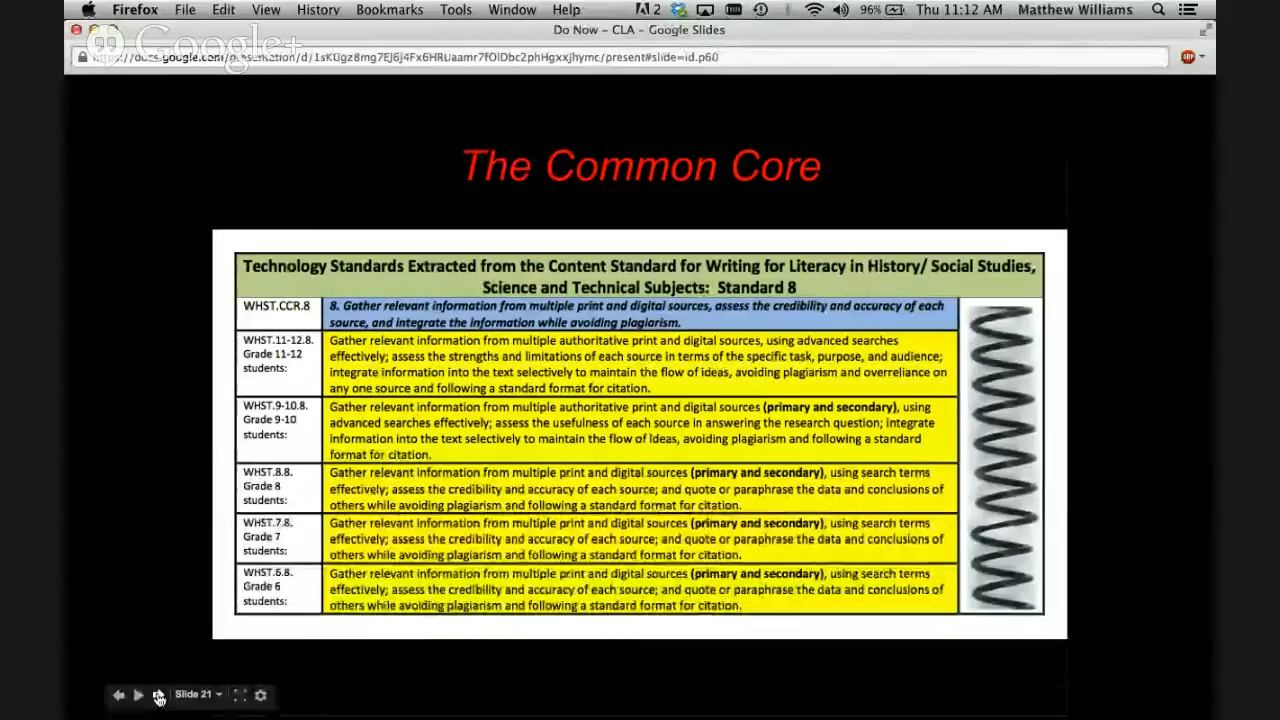 Firefox File Edit View History Bookmarks Tools Window Help 2 96% Thu 11:12 AM Matthew Williams
Do Now – CLA – Google Slides
Google+
The Common Core
Technology Standards Extracted from the Content Standard for Writing for Literacy in History/ Social Studies,
Science and Technical Subjects: Standard 8
WHST.CCR.8
8. Gather relevant information from multiple print and digital sources, assess the credibility and accuracy of each
source, and integrate the information while avoiding plagiarism.
WHST.11-12.8.
Grade 11-12
students:
Gather relevant information from multiple authoritative print and digital sources, using advanced searches
effectively; assess the strengths and limitations of each source in terms of the specific task, purpose, and audience;
integrate information into the text selectively to maintain the flow of ideas, avoiding plagiarism and overreliance on
any one source and following a standard format for citation.
WHST.9-10.8.
Grade 9-10
students:
Gather relevant information from multiple authoritative print and digital sources (primary and secondary), using
advanced searches effectively; assess the usefulness of each source in answering the research question; integrate
information into the text selectively to maintain the flow of ideas, avoiding plagiarism and following a standard
format for citation.
WHST.8.8.
Grade 8
students:
Gather relevant information from multiple print and digital sources (primary and secondary), using search terms
effectively; assess the credibility and accuracy of each source; and quote or paraphrase the data and conclusions of
others while avoiding plagiarism and following a standard format for citation.
WHST.7.8.
Grade 7
students:
Gather relevant information from multiple print and digital sources (primary and secondary), using search terms
effectively; assess the credibility and accuracy of each source; and quote or paraphrase the data and conclusions of
others while avoiding plagiarism and following a standard format for citation.
WHST.6.8.
Grade 6
students:
Gather relevant information from multiple print and digital sources (primary and secondary), using search terms
effectively; assess the credibility and accuracy of each source; and quote or paraphrase the data and conclusions of
others while avoiding plagiarism and following a standard format for citation.
Slide 21